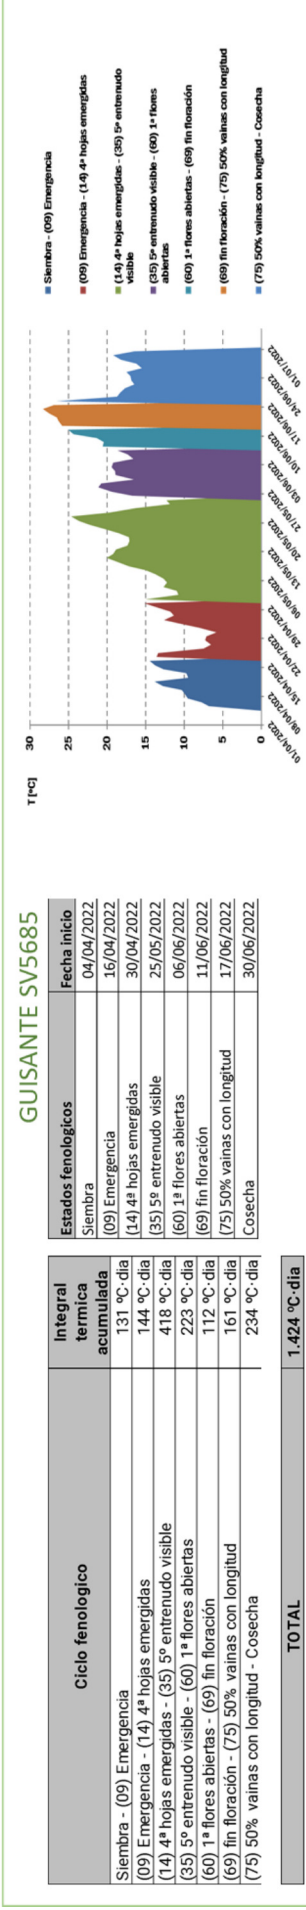 GUISANTE SV5685
Ciclo fenologico
Integral
termica
acumulada
Siembra - (09) Emergencia 131 ºC·dia
(09) Emergencia - (14) 4ª hojas emergidas 144 ºC·dia
(14) 4ª hojas emergidas - (35) 5º entrenudo visible 418 ºC·dia
(35) 5º entrenudo visible - (60) 1ª flores abiertas 223 ºC·dia
(60) 1ª flores abiertas - (69) fin floración 112 ºC·dia
(69) fin floración - (75) 50% vainas con longitud 161 ºC·dia
(75) 50% vainas con longitud - Cosecha 234 ºC·dia
TOTAL 1.424 ºC·dia
Estados fenologicos Fecha inicio
Siembra 04/04/2022
(09) Emergencia 16/04/2022
(14) 4ª hojas emergidas 30/04/2022
(35) 5º entrenudo visible 25/05/2022
(60) 1ª flores abiertas 06/06/2022
(69) fin floración 11/06/2022
(75) 50% vainas con longitud 17/06/2022
Cosecha 30/06/2022
T [ºC]
30
25
20
15
10
5
0
01/04/2022
08/04/2022
15/04/2022
22/04/2022
29/04/2022
06/05/2022
13/05/2022
20/05/2022
27/05/2022
03/06/2022
10/06/2022
17/06/2022
24/06/2022
01/07/2022
Siembra - (09) Emergencia
(09) Emergencia - (14) 4ª hojas emergidas
(14) 4ª hojas emergidas - (35) 5º entrenudo
visible
(35) 5º entrenudo visible - (60) 1ª flores
abiertas
(60) 1ª flores abiertas - (69) fin floración
(69) fin floración - (75) 50% vainas con longitud
(75) 50% vainas con longitud - Cosecha